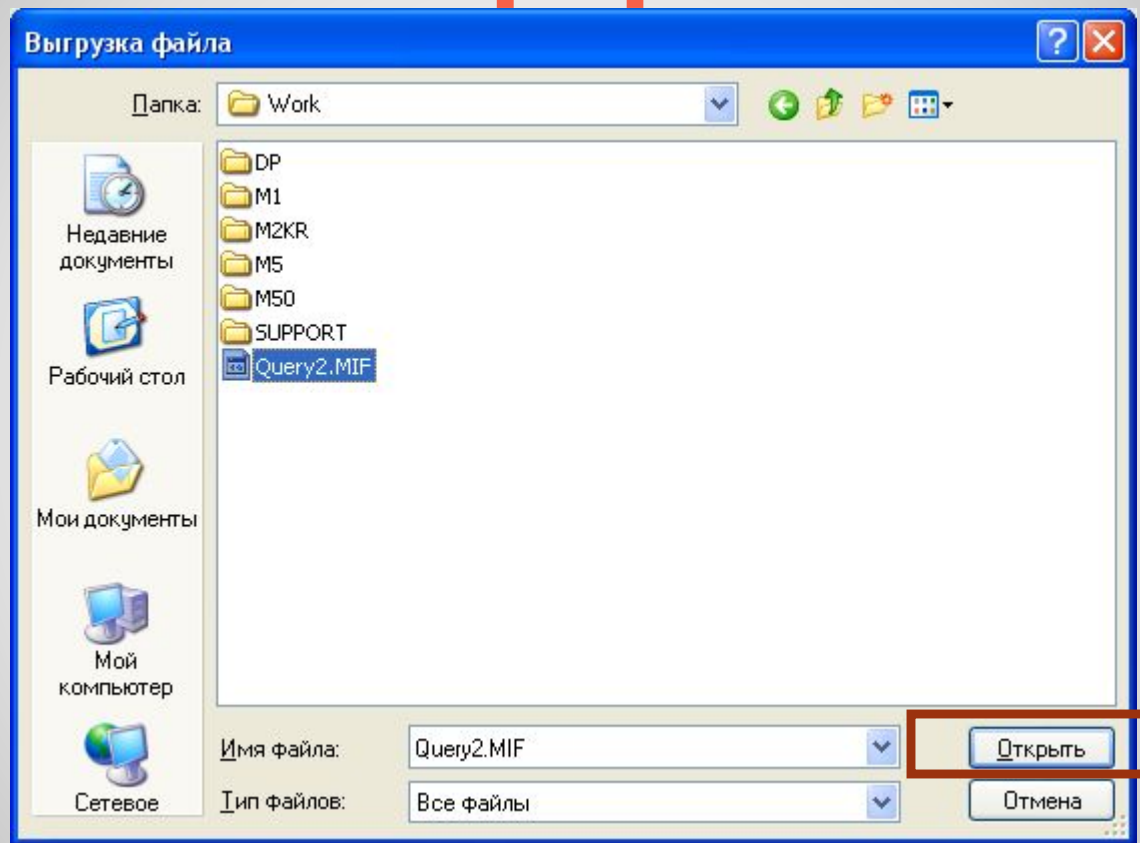 Выгрузка файла
Папка:
Work
DP
M1
M2KR
M5
M50
SUPPORT
Query2.MIF
Недавние
документы
Рабочий стол
Мои документы
Мой
компьютер
Сетевое
Имя файла:
Query2.MIF
Открыть
Тип файлов:
Все файлы
Отмена